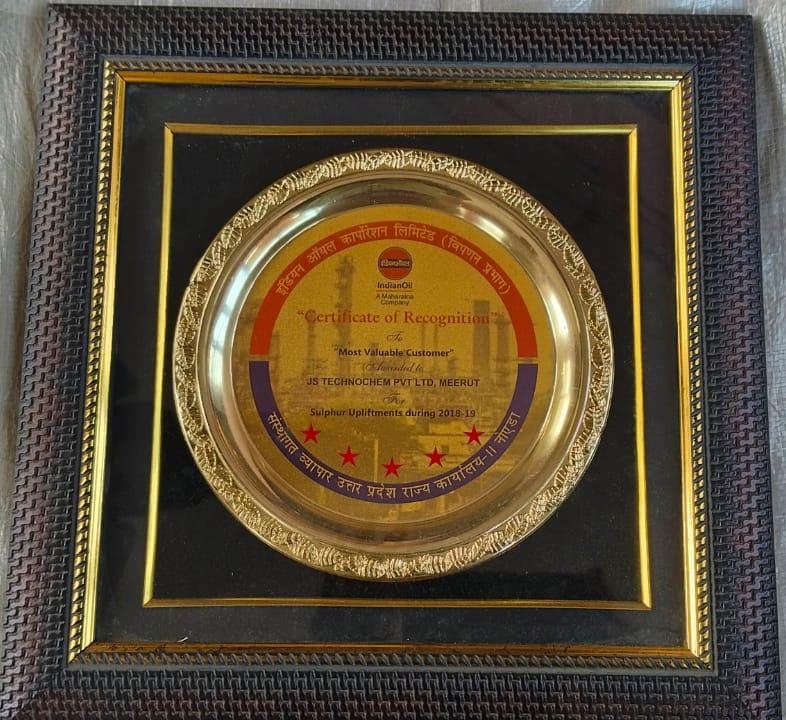 इंडियन ऑयल कार्पोरेशन लिमिटेड (विपणन प्रभाग)
इंडियनऑयल
IndianOil
A Maharatna
Company
"Certificate of Recognition"
To
"Most Valuable Customer"
Awarded to
JS TECHNOCHEM PVT LTD, MEERUT
For
Sulphur Upliftments during 2018-19
संस्थागत व्यापार उत्तर प्रदेश राज्य कार्यालय-II नोएडा